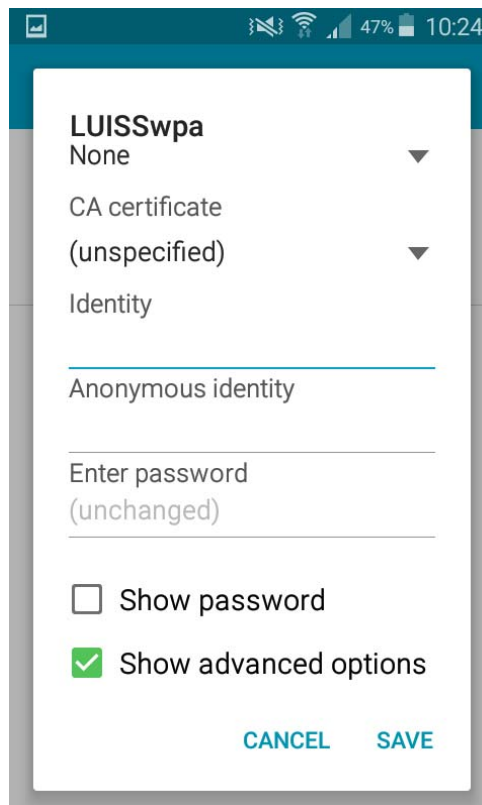 47% 10:24
LUISSwpa
None
CA certificate
(unspecified)
Identity
Anonymous identity
Enter password
(unchanged)
Show password
Show advanced options
CANCEL SAVE